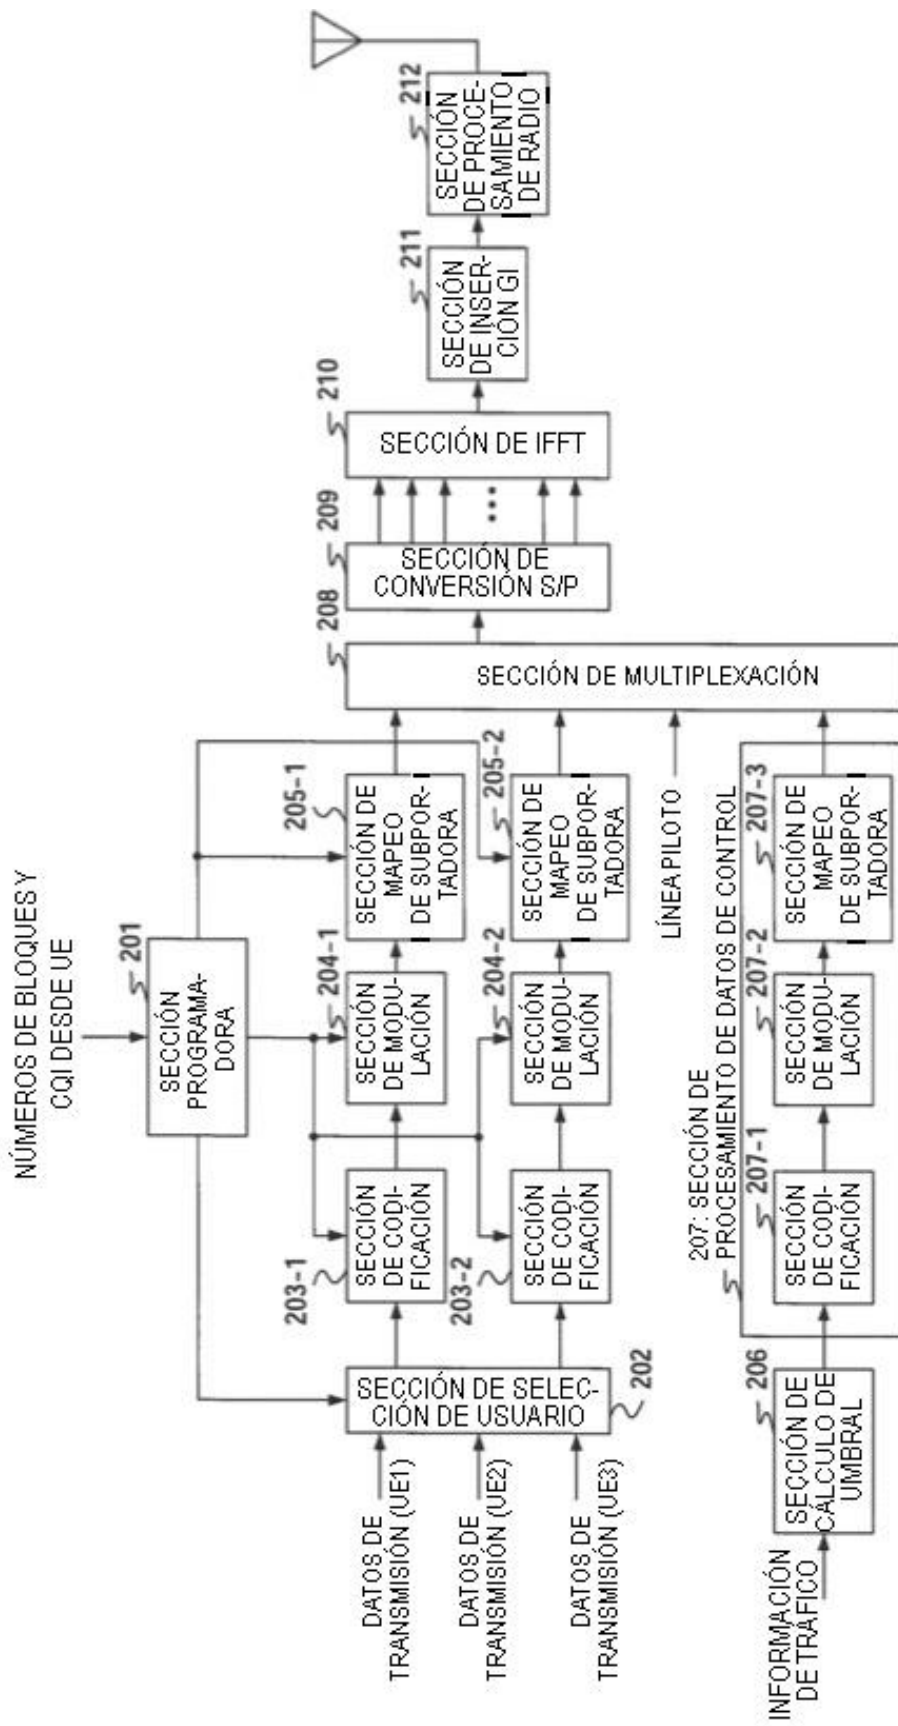 NÚMEROS DE BLOQUES Y
CQI DESDE UE
201
SECCIÓN
PROGRAMA-
DORA
DATOS DE
TRANSMISIÓN (UE1)
DATOS DE
TRANSMISIÓN (UE2)
DATOS DE
TRANSMISIÓN (UE3)
SECCIÓN DE SELEC-
CIÓN DE USUARIO
202
203-1
SECCIÓN
DE CODI-
FICACIÓN
204-1
SECCIÓN
DE MODU-
LACIÓN
205-1
SECCIÓN DE
MAPEO
DE SUBPOR-
TADORA
203-2
SECCIÓN
DE CODI-
FICACIÓN
204-2
SECCIÓN
DE MODU-
LACIÓN
205-2
SECCIÓN DE
MAPEO
DE SUBPOR-
TADORA
LÍNEA PILOTO
INFORMACIÓN
DE TRÁFICO
206
SECCIÓN DE
CÁLCULO DE
UMBRAL
207: SECCIÓN DE
PROCESAMIENTO DE DATOS DE CONTROL
207-1
SECCIÓN
DE CODI-
FICACIÓN
207-2
SECCIÓN
DE MODU-
LACIÓN
207-3
SECCIÓN DE
MAPEO
DE SUBPOR-
TADORA
208
SECCIÓN DE MULTIPLEXACIÓN
209
SECCIÓN DE
CONVERSIÓN S/P
...
210
SECCIÓN DE IFFT
211
SECCIÓN
DE INSER-
CIÓN GI
212
SECCIÓN
DE PROCE-
SAMIENTO
DE RADIO